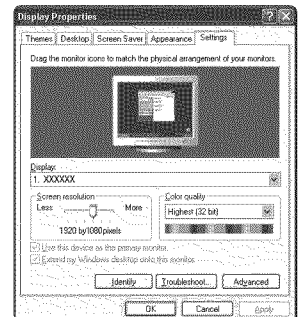 Display Properties
Themes Desktop Screen Saver Appearance Settings
Drag the monitor icons to match the physical arrangement of your monitors.
Display:
1. XXXXXX
Screen resolution
Less More
1920 by1080 pixels
Color quality
Highest (32 bit)
Use this device as the primary monitor.
Extend my Windows desktop onto this monitor.
Identify Troubleshoot... Advanced
OK Cancel Apply